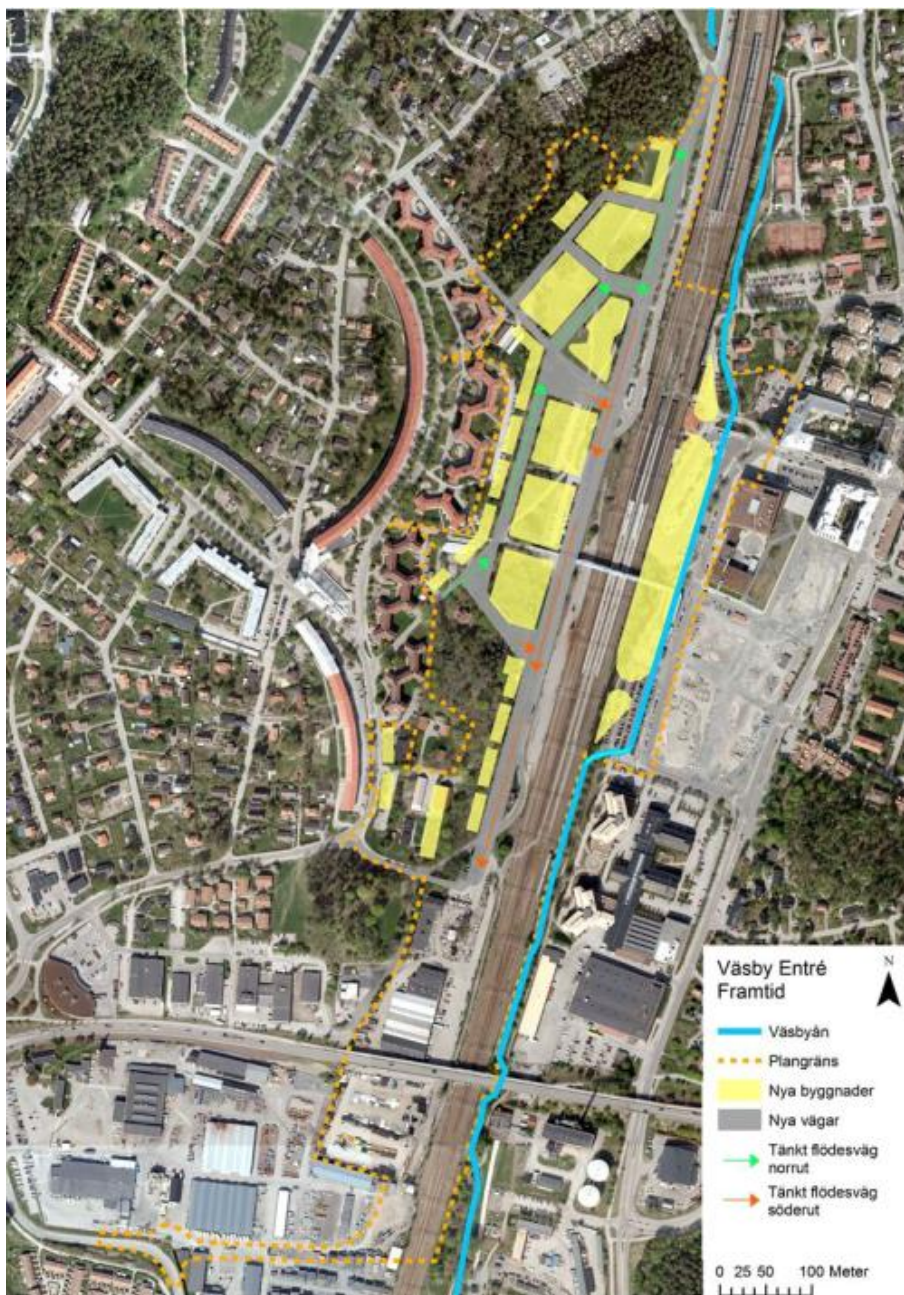 Väsby Entré
Framtid
N
Väsbyån
Plangräns
Nya byggnader
Nya vägar
Tänkt flödesväg
norrut
Tänkt flödesväg
söderut
0 25 50 100 Meter